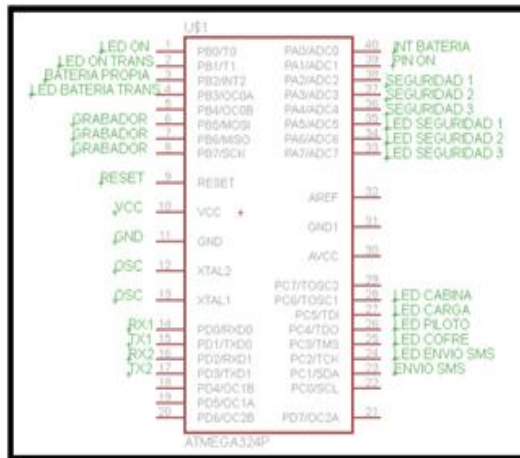 U$1
LED ON 1 PB0/T0 PA0/ADC0 40 INT BATERIA
LED ON TRANS 2 PB1/T1 PA1/ADC1 39 PIN ON
BATERIA PROPIA 3 PB2/INT2 PA2/ADC2 38 SEGURIDAD 1
LED BATERIA TRANS 4 PB3/OC0A PA3/ADC3 37 SEGURIDAD 2
5 PB4/OC0B PA4/ADC4 36 SEGURIDAD 3
GRABADOR 6 PB5/MOSI PA5/ADC5 35 LED SEGURIDAD 1
GRABADOR 7 PB6/MISO PA6/ADC6 34 LED SEGURIDAD 2
GRABADOR 8 PB7/SCK PA7/ADC7 33 LED SEGURIDAD 3
RESET 9 RESET
AREF 32
VCC 10 VCC
GND1 31
GND 11 GND
AVCC 30
OSC 12 XTAL2
PC7/TOSC2 29
OSC 13 XTAL1 PC6/TOSC1 28 LED CABINA
PC5/TDI 27 LED CARGA
RX1 14 PD0/RXD0 PC4/TDO 26 LED PILOTO
TX1 15 PD1/TXD0 PC3/TMS 25 LED COFRE
RX2 16 PD2/RXD1 PC2/TCK 24 LED ENVIO SMS
TX2 17 PD3/TXD1 PC1/SDA 23 ENVIO SMS
18 PD4/OC1B PC0/SCL 22
19 PD5/OC1A
20 PD6/OC2B PD7/OC2A 21
ATMEGA324P